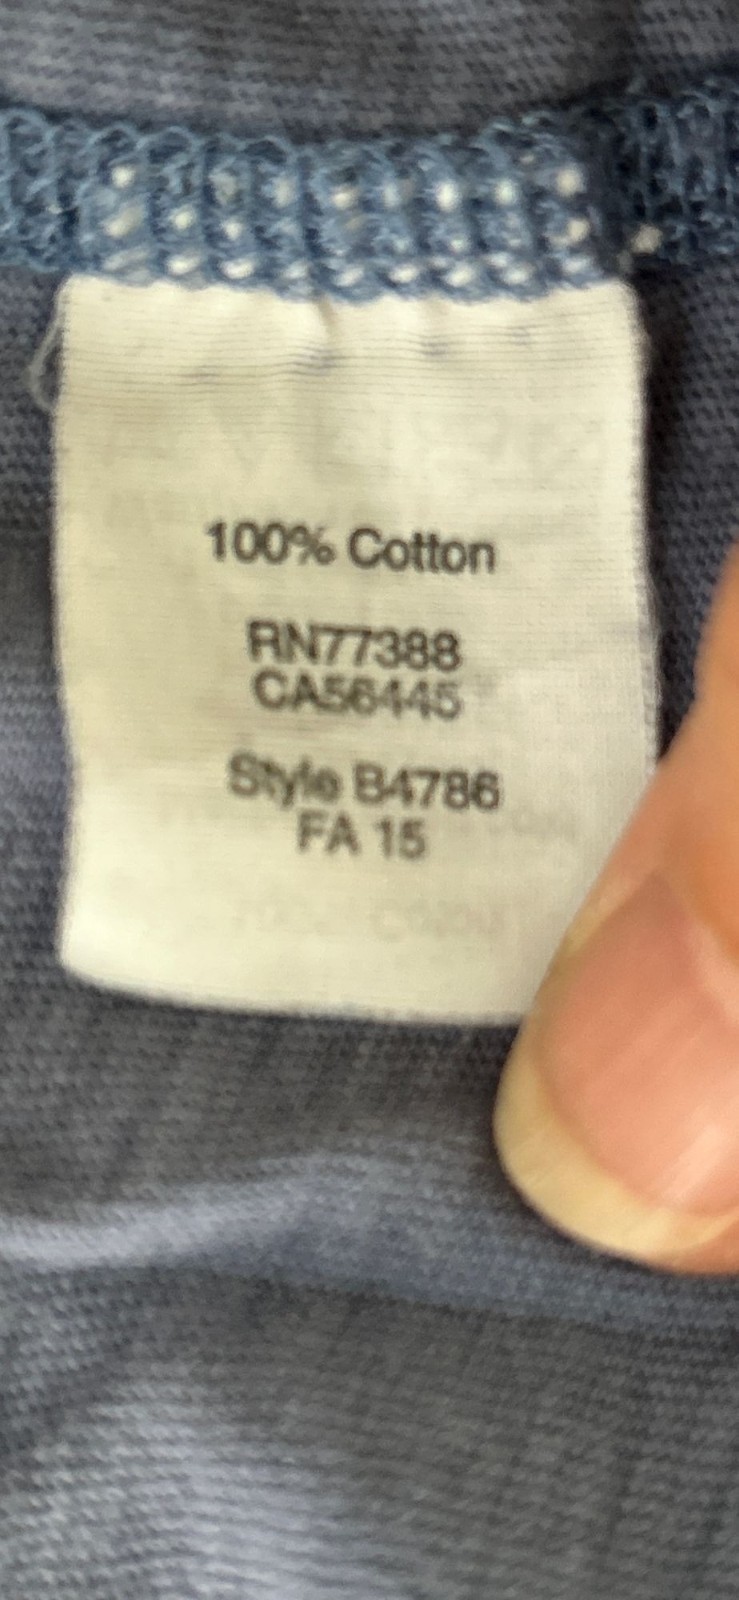 100% Cotton
RN77388
CA56445
Style B4786
FA 15